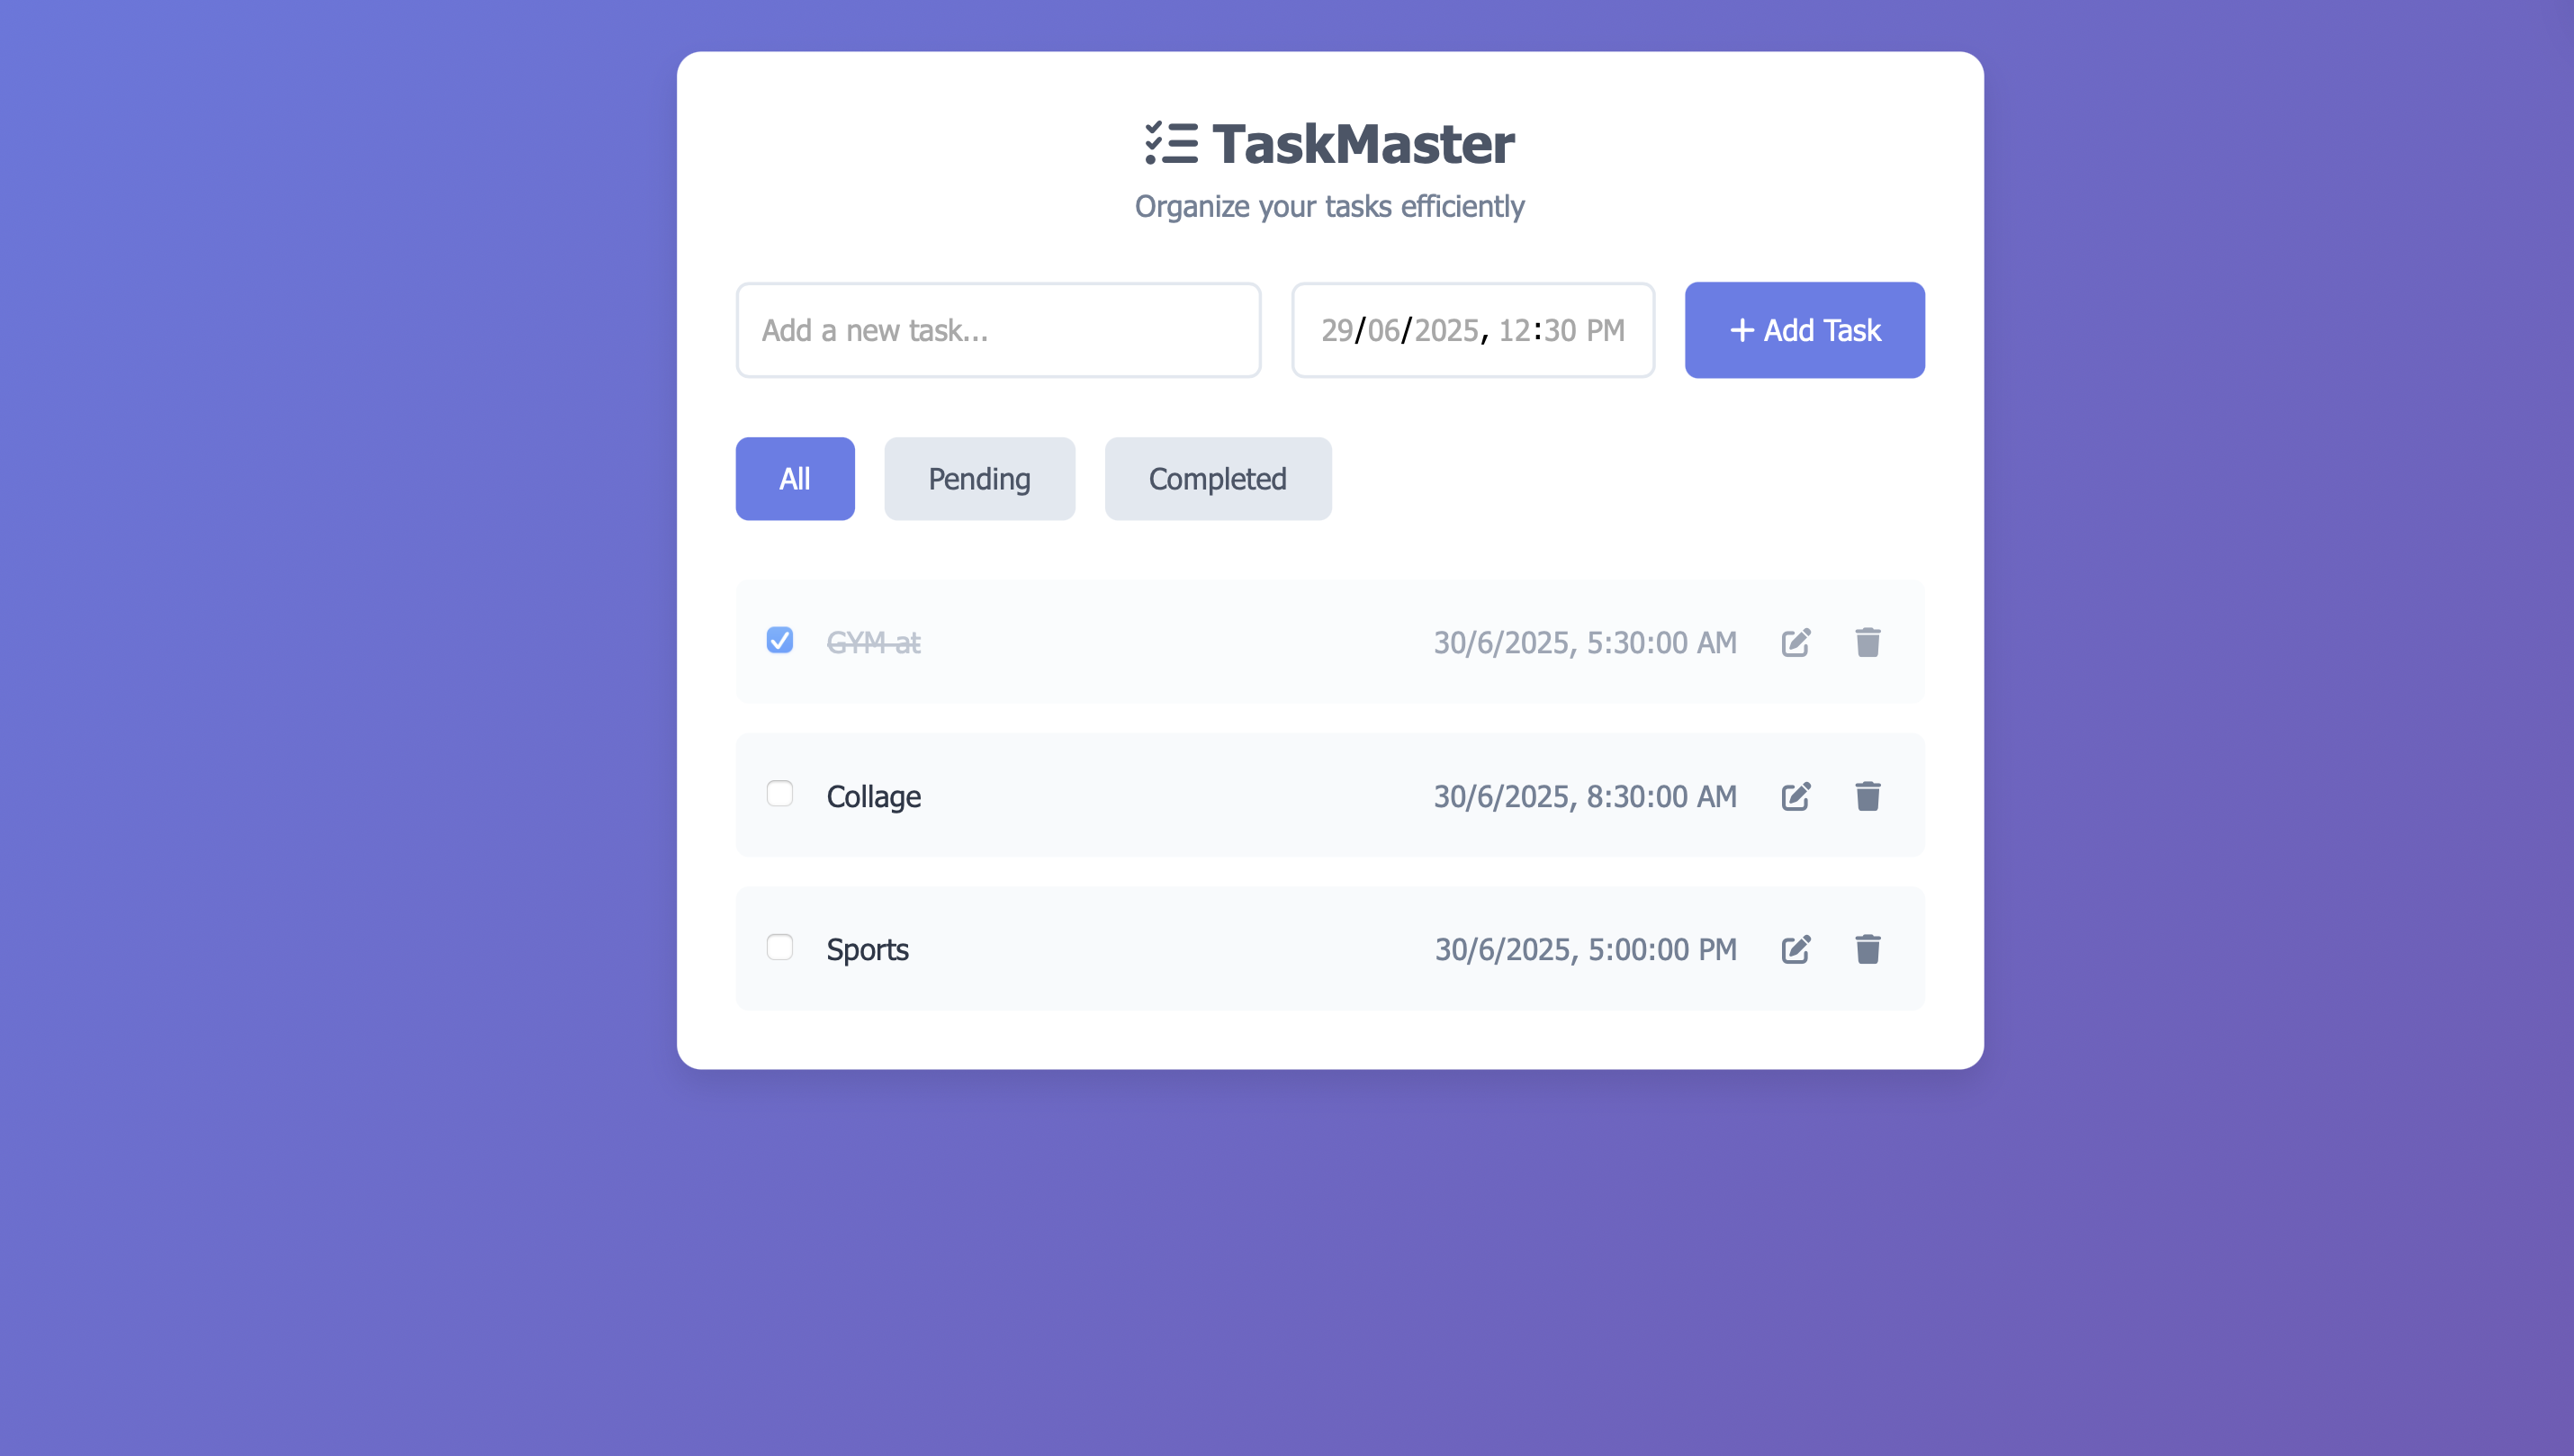 TaskMaster
Organize your tasks efficiently
Add a new task... 29/06/2025, 12:30 PM + Add Task
All Pending Completed
GYM at 30/6/2025, 5:30:00 AM
Collage 30/6/2025, 8:30:00 AM
Sports 30/6/2025, 5:00:00 PM